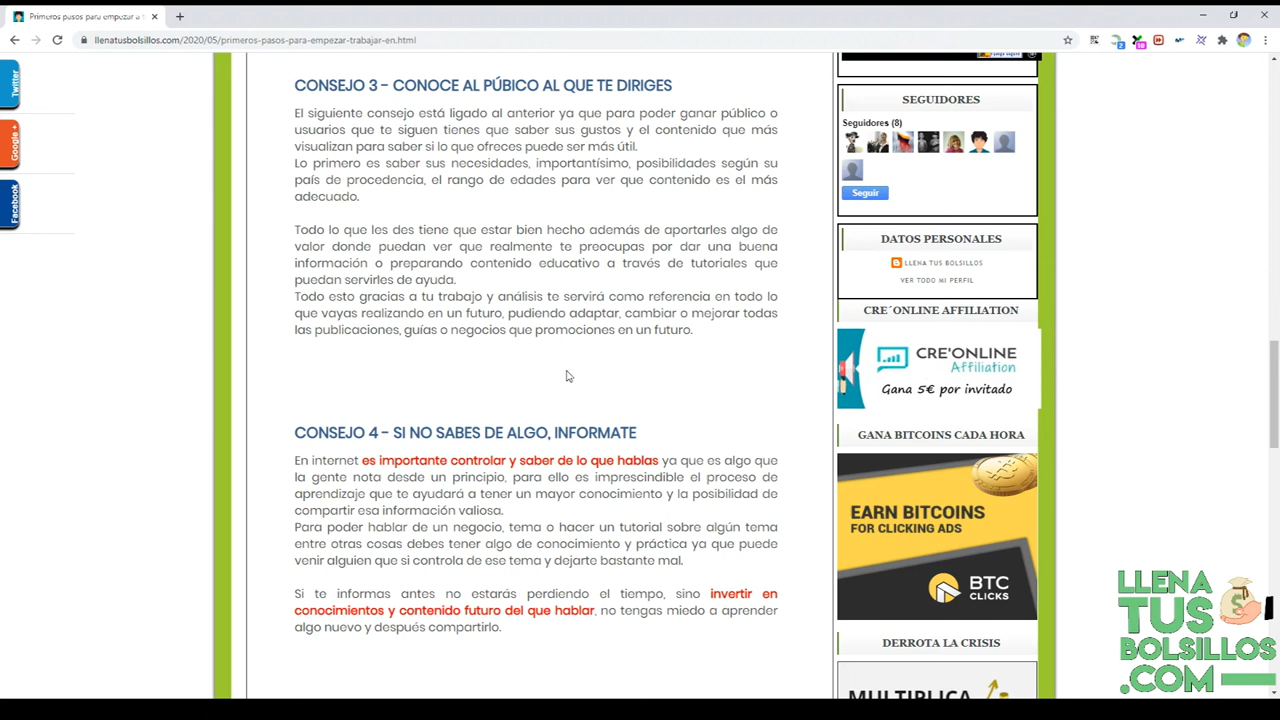 Primeros pasos para empezar a t
llenatusbolsillos.com/2020/05/primeros-pasos-para-empezar-trabajar-en.html
2
18
Twitter
Google +
Facebook
CONSEJO 3 - CONOCE AL PÚBICO AL QUE TE DIRIGES
El siguiente consejo está ligado al anterior ya que para poder ganar público o
usuarios que te siguen tienes que saber sus gustos y el contenido que más
visualizan para saber si lo que ofreces puede ser más útil.
Lo primero es saber sus necesidades, importantísimo, posibilidades según su
país de procedencia, el rango de edades para ver que contenido es el más
adecuado.
Todo lo que les des tiene que estar bien hecho además de aportarles algo de
valor donde puedan ver que realmente te preocupas por dar una buena
información o preparando contenido educativo a través de tutoriales que
puedan servirles de ayuda.
Todo esto gracias a tu trabajo y análisis te servirá como referencia en todo lo
que vayas realizando en un futuro, pudiendo adaptar, cambiar o mejorar todas
las publicaciones, guías o negocios que promociones en un futuro.
CONSEJO 4 - SI NO SABES DE ALGO, INFORMATE
En internet es importante controlar y saber de lo que hablas ya que es algo que
la gente nota desde un principio, para ello es imprescindible el proceso de
aprendizaje que te ayudará a tener un mayor conocimiento y la posibilidad de
compartir esa información valiosa.
Para poder hablar de un negocio, tema o hacer un tutorial sobre algún tema
entre otras cosas debes tener algo de conocimiento y práctica ya que puede
venir alguien que si controla de ese tema y dejarte bastante mal.
Si te informas antes no estarás perdiendo el tiempo, sino invertir en
conocimientos y contenido futuro del que hablar, no tengas miedo a aprender
algo nuevo y después compartirlo.
SEGUIDORES
Seguidores (8)
Seguir
DATOS PERSONALES
LLENA TUS BOLSILLOS
VER TODO MI PERFIL
CRE´ONLINE AFFILIATION
CRE'ONLINE
Affiliation
Gana 5€ por invitado
GANA BITCOINS CADA HORA
EARN BITCOINS
FOR CLICKING ADS
BTC
CLICKS
DERROTA LA CRISIS
MULTIPLICA
LLENA
TUS
BOLSILLOS
.COM